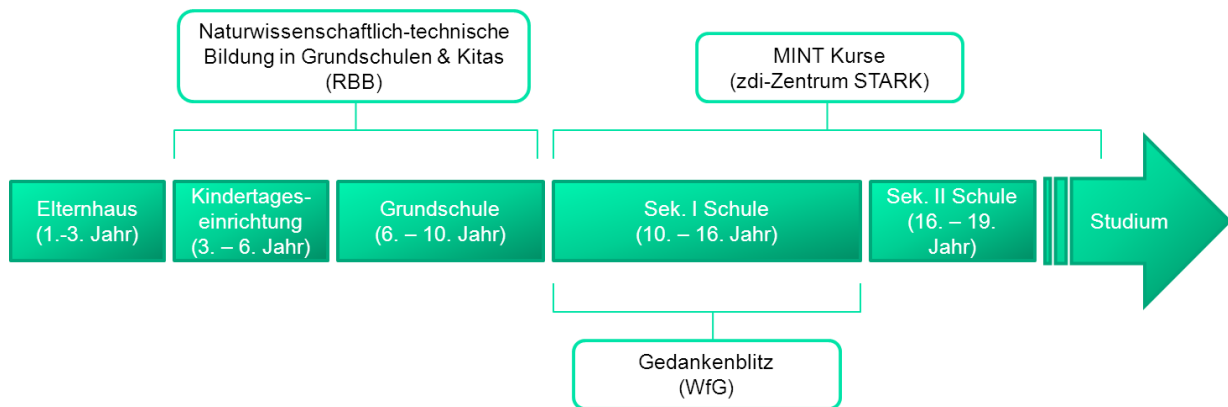 Naturwissenschaftlich-technische
Bildung in Grundschulen & Kitas
(RBB)
MINT Kurse
(zdi-Zentrum STARK)
Elternhaus
(1.-3. Jahr)
Kindertages-
einrichtung
(3. – 6. Jahr)
Grundschule
(6. – 10. Jahr)
Sek. I Schule
(10. – 16. Jahr)
Sek. II Schule
(16. – 19.
Jahr)
Studium
Gedankenblitz
(WfG)